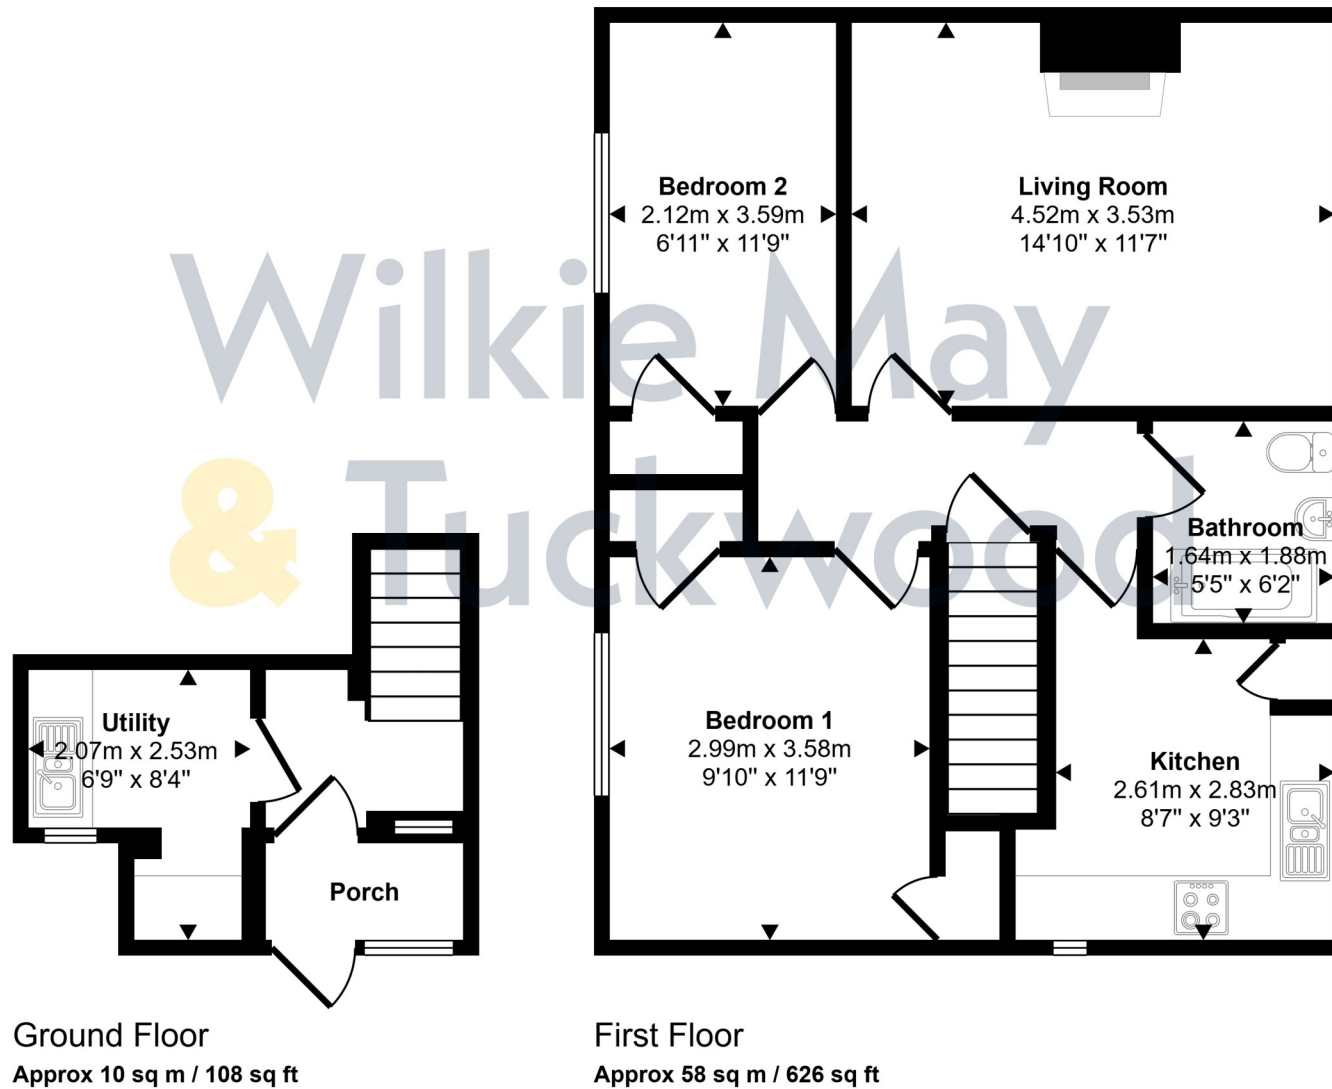 Bedroom 2
2.12m x 3.59m
6'11" x 11'9"
Living Room
4.52m x 3.53m
14'10" x 11'7"
Wilkie May
& Tuckwood
Bathroom
1.64m x 1.88m
5'5" x 6'2"
Utility
2.07m x 2.53m
6'9" x 8'4"
Bedroom 1
2.99m x 3.58m
9'10" x 11'9"
Kitchen
2.61m x 2.83m
8'7" x 9'3"
Porch
Ground Floor
Approx 10 sq m / 108 sq ft
First Floor
Approx 58 sq m / 626 sq ft